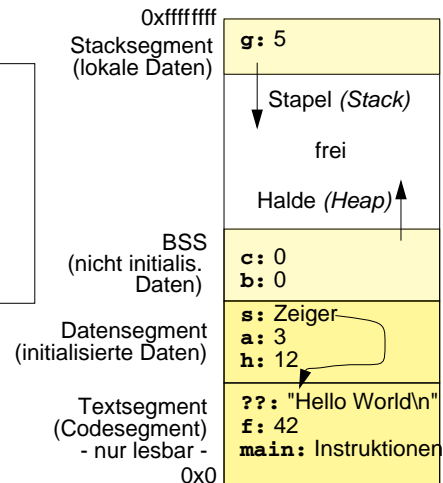 0xffffffff
Stacksegment
(lokale Daten)
g: 5
Stapel (Stack)
frei
Halde (Heap)
BSS
(nicht initialis.
Daten)
c: 0
b: 0
Datensegment
(initialisierte Daten)
s: Zeiger
a: 3
h: 12
Textsegment
(Codesegment)
- nur lesbar -
0x0
??: "Hello World\n"
f: 42
main: Instruktionen